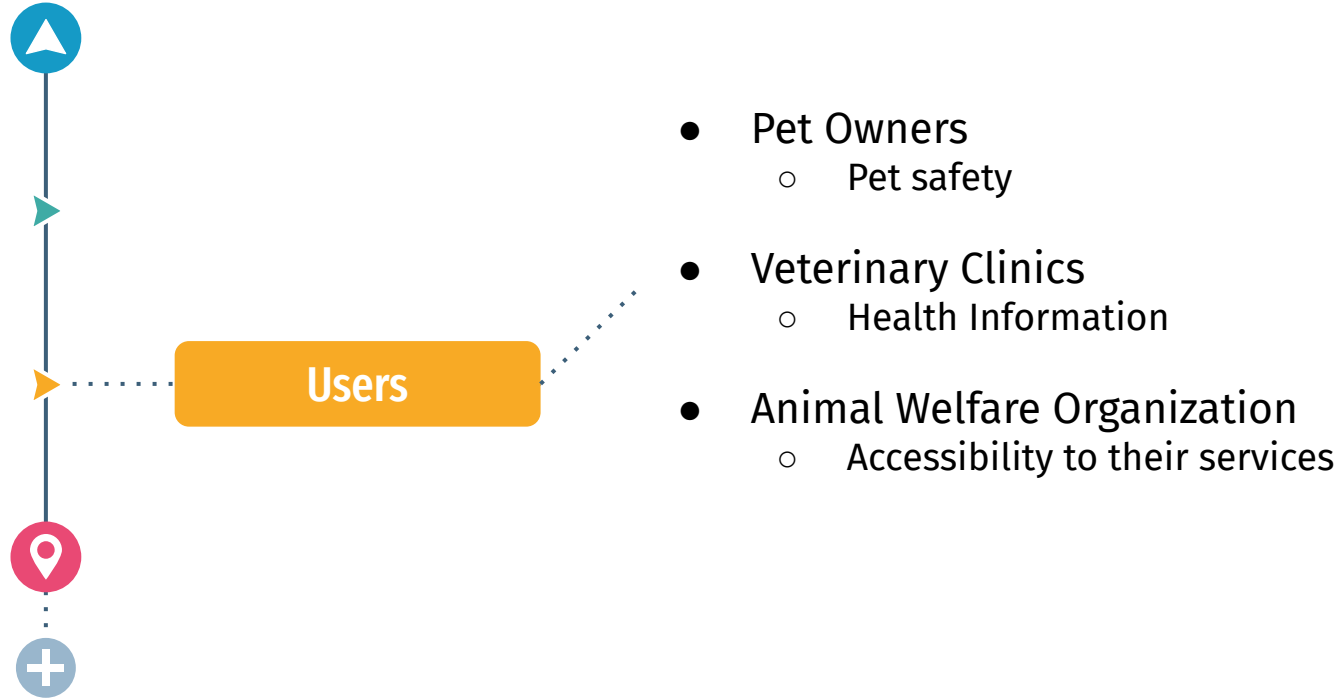 Users
● Pet Owners
○ Pet safety
● Veterinary Clinics
○ Health Information
● Animal Welfare Organization
○ Accessibility to their services